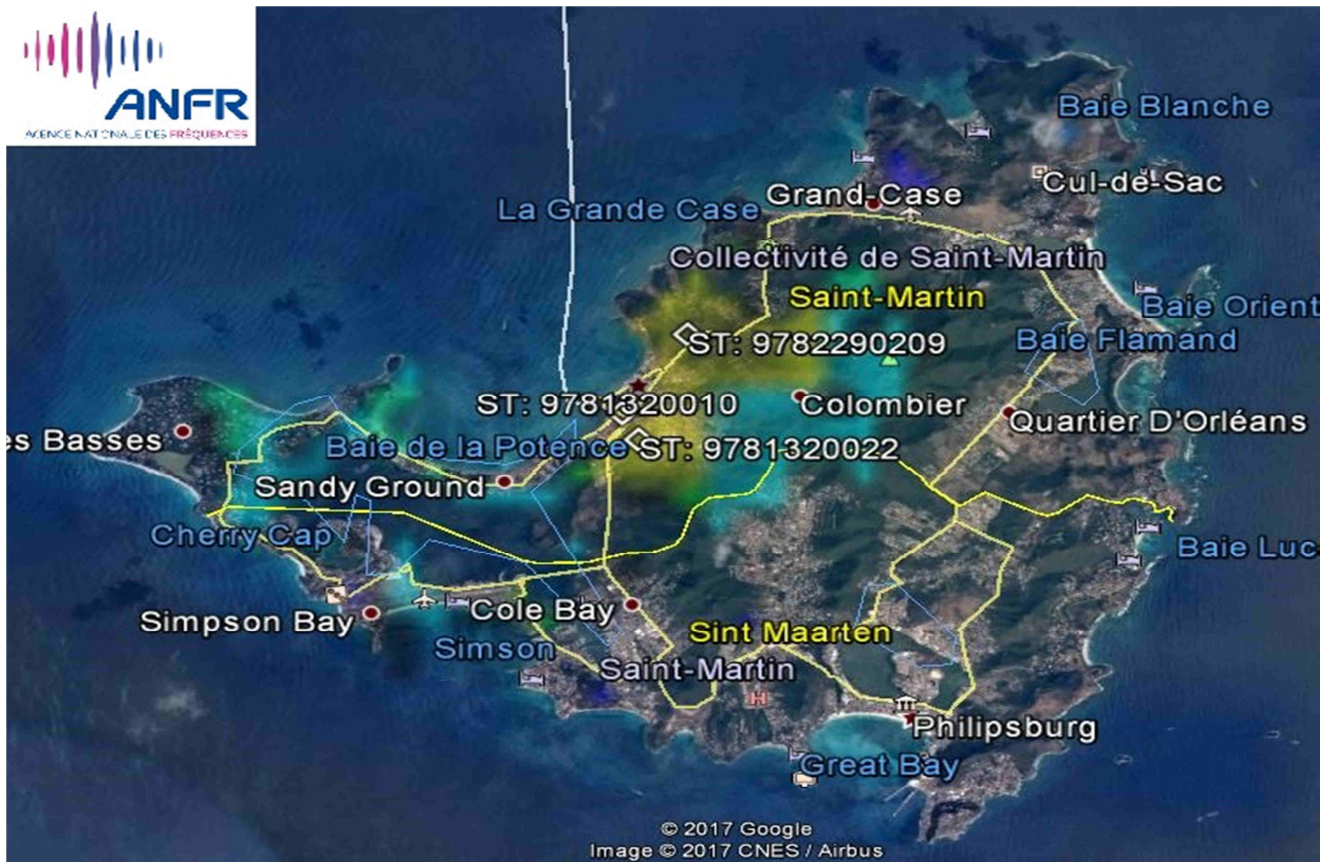 ANFR
AGENCE NATIONALE DES FRÉQUENCES
Baie Blanche
Cul-de-Sac
Grand-Case
La Grande Case
Collectivité de Saint-Martin
Saint-Martin
Baie Orient
Baie Flamand
ST: 9782290209
ST: 9781320010
Colombier
Quartier D'Orléans
es Basses
Baie de la Potence
ST: 9781320022
Sandy Ground
Cherry Cap
Baie Luc
Simpson Bay
Cole Bay
Sint Maarten
Simson
Saint-Martin
H
Philipsburg
Great Bay
© 2017 Google
Image © 2017 CNES / Airbus